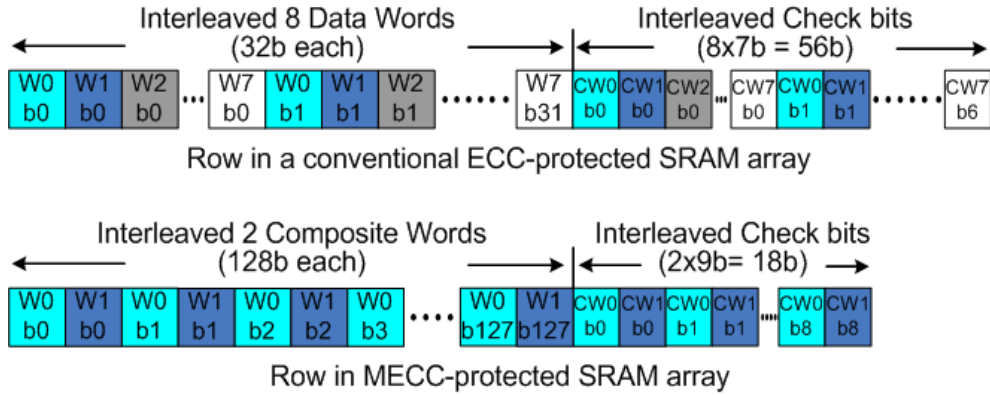 Interleaved 8 Data Words
(32b each)
Interleaved Check bits
(8x7b = 56b)
W0 W1 W2 W7 W0 W1 W2 W7 CW0 CW1 CW2 CW7 CW0 CW1 CW7
b0 b0 b0 ... b0 b1 b1 b1 ...... b31 b0 b0 b0 ... b0 b1 b1 ...... b6
Row in a conventional ECC-protected SRAM array
Interleaved 2 Composite Words
(128b each)
Interleaved Check bits
(2x9b= 18b)
W0 W1 W0 W1 W0 W1 W0 W0 W1 CW0 CW1 CW0 CW1 CW0 CW1
b0 b0 b1 b1 b2 b2 b3 .... b127 b127 b0 b0 b1 b1 ..... b8 b8
Row in MECC-protected SRAM array